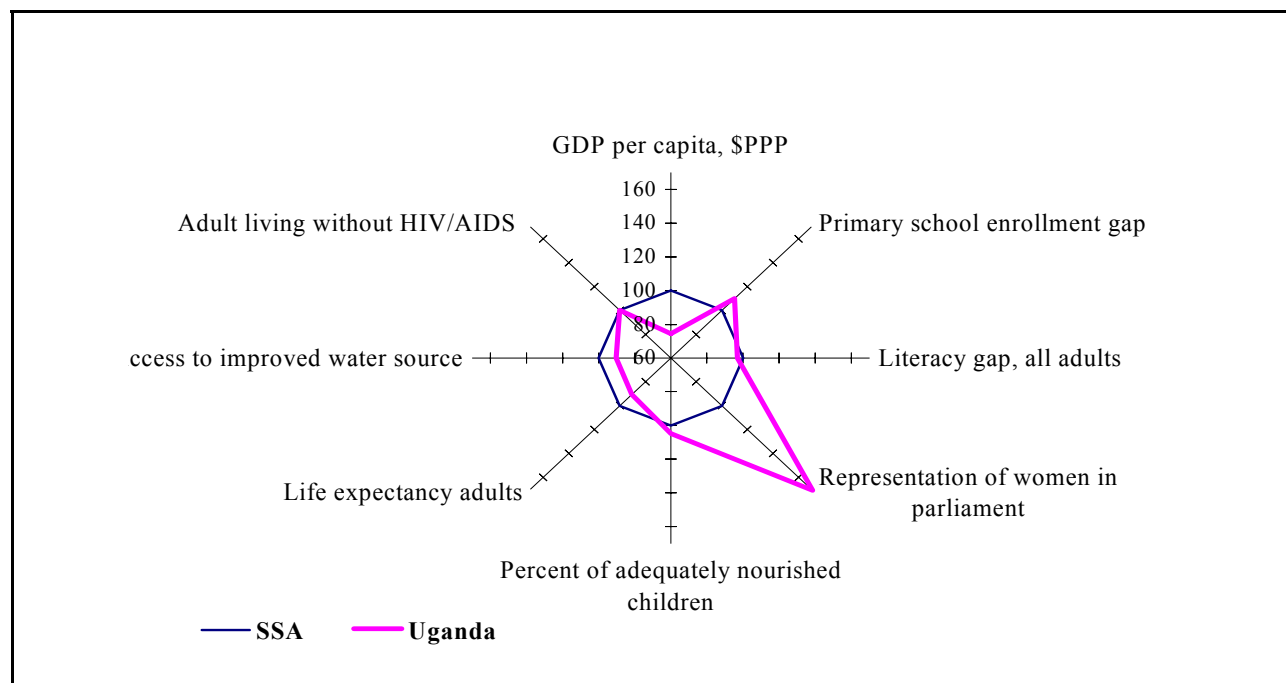 GDP per capita, $PPP
160
140
120
100
80
60
Adult living without HIV/AIDS
Primary school enrollment gap
ccess to improved water source
Literacy gap, all adults
Life expectancy adults
Representation of women in
parliament
Percent of adequately nourished
children
SSA
Uganda